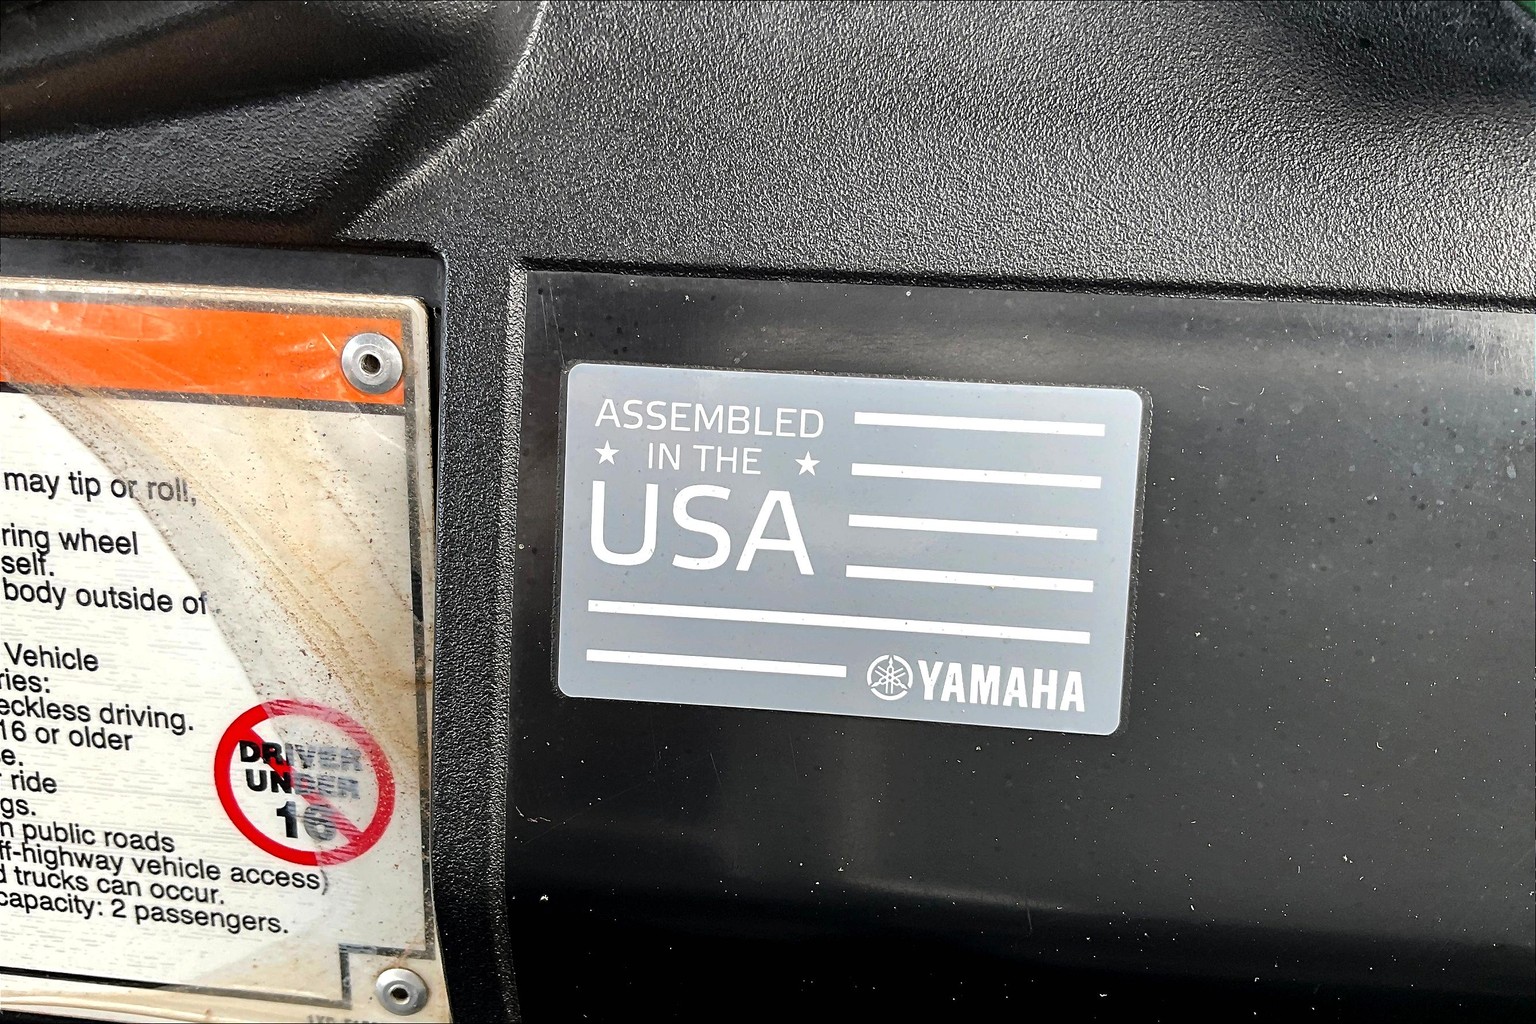 may tip or roll,
ring wheel
self.
body outside of
Vehicle
ries:
eckless driving.
16 or older
e.
ride
gs.
n public roads
ff-highway vehicle access)
d trucks can occur.
capacity: 2 passengers.
DRIVER
UNDER
16
ASSEMBLED
IN THE
USA
YAMAHA